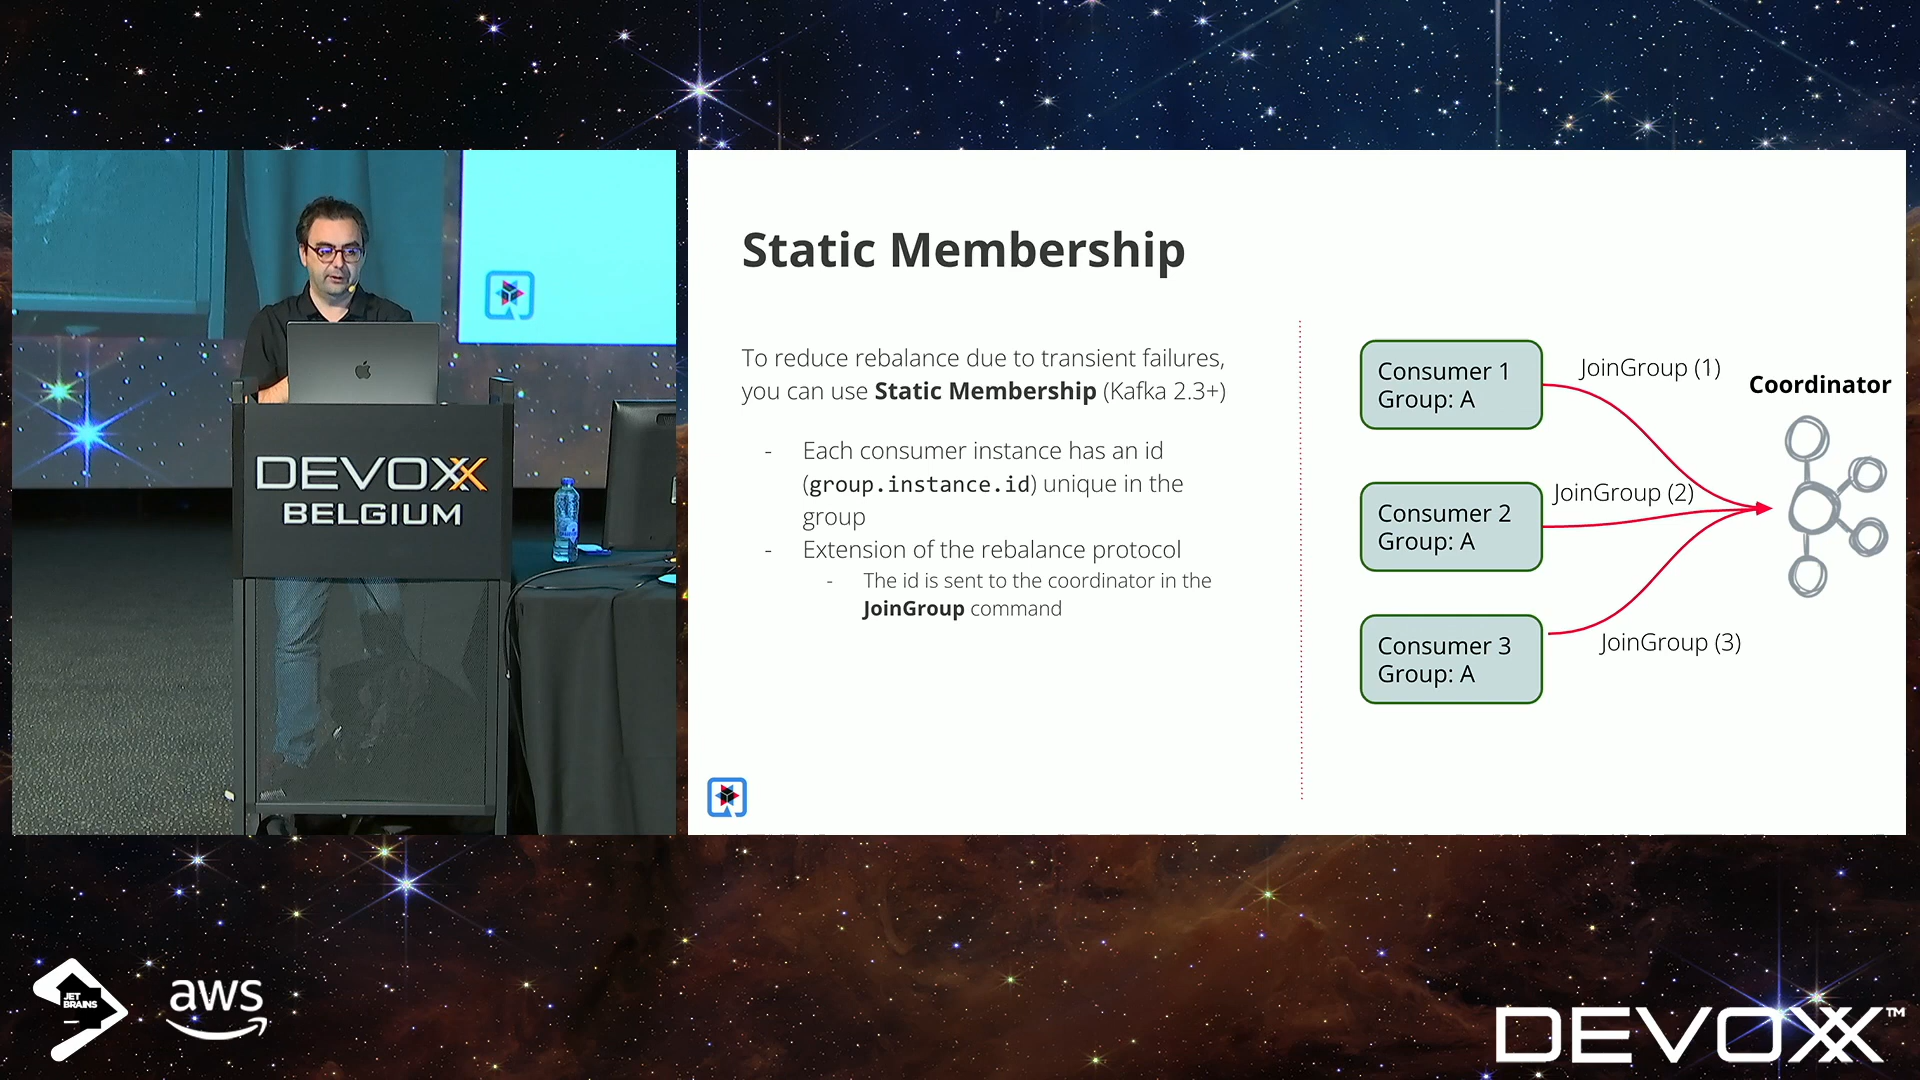 Static Membership
To reduce rebalance due to transient failures,
you can use Static Membership (Kafka 2.3+)
- Each consumer instance has an id
(group.instance.id) unique in the
group
- Extension of the rebalance protocol
- The id is sent to the coordinator in the
JoinGroup command
Consumer 1
Group: A
JoinGroup (1)
Coordinator
Consumer 2
Group: A
JoinGroup (2)
Consumer 3
Group: A
JoinGroup (3)
DEVOXX
BELGIUM
JET
BRAINS
aws
DEVOXX™